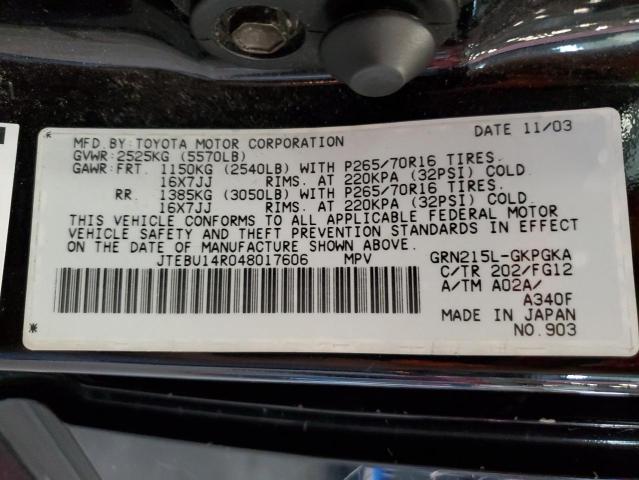 DATE 11/03
MFD. BY: TOYOTA MOTOR CORPORATION
GVWR: 2525KG (5570LB)
GAWR: FRT. 1150KG (2540LB) WITH P265/70R16 TIRES.
16X7JJ RIMS. AT 220KPA (32PSI) COLD
RR. 1385KG (3050LB) WITH P265/70R16 TIRES.
16X7JJ RIMS. AT 220KPA (32PSI) COLD.
THIS VEHICLE CONFORMS TO ALL APPLICABLE FEDERAL MOTOR
VEHICLE SAFETY AND THEFT PREVENTION STANDARDS IN EFFECT
ON THE DATE OF MANUFACTURE SHOWN ABOVE.
JTEBU14R048017606 MPV GRN215L-GKPGKA
C/TR 202/FG12
A/TM A02A/
A340F
MADE IN JAPAN
NO.903